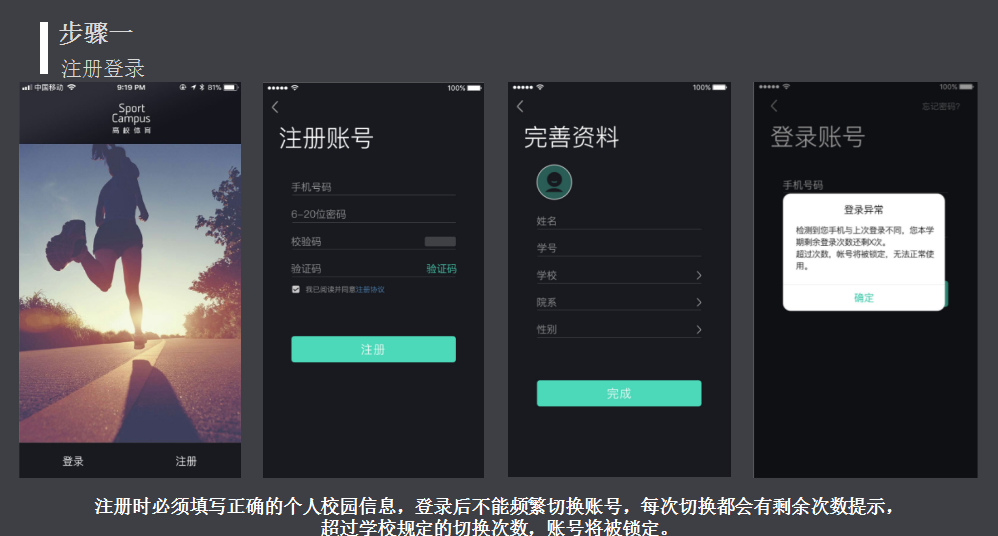 步骤一
注册登录
中国移动
9:19 PM
81%
Sport
Campus
高校体育
登录
注册
100%
注册账号
手机号码
6-20位密码
校验码
验证码
验证码
我已阅读并同意注册协议
注册
100%
完善资料
姓名
学号
学校
院系
性别
完成
100%
忘记密码?
登录账号
手机号码
登录异常
检测到您手机与上次登录不同，您本学
期剩余登录次数还剩X次。
超过次数，帐号将被锁定，无法正常使
用。
确定
注册时必须填写正确的个人校园信息，登录后不能频繁切换账号，每次切换都会有剩余次数提示，
超过学校规定的切换次数，账号将被锁定。